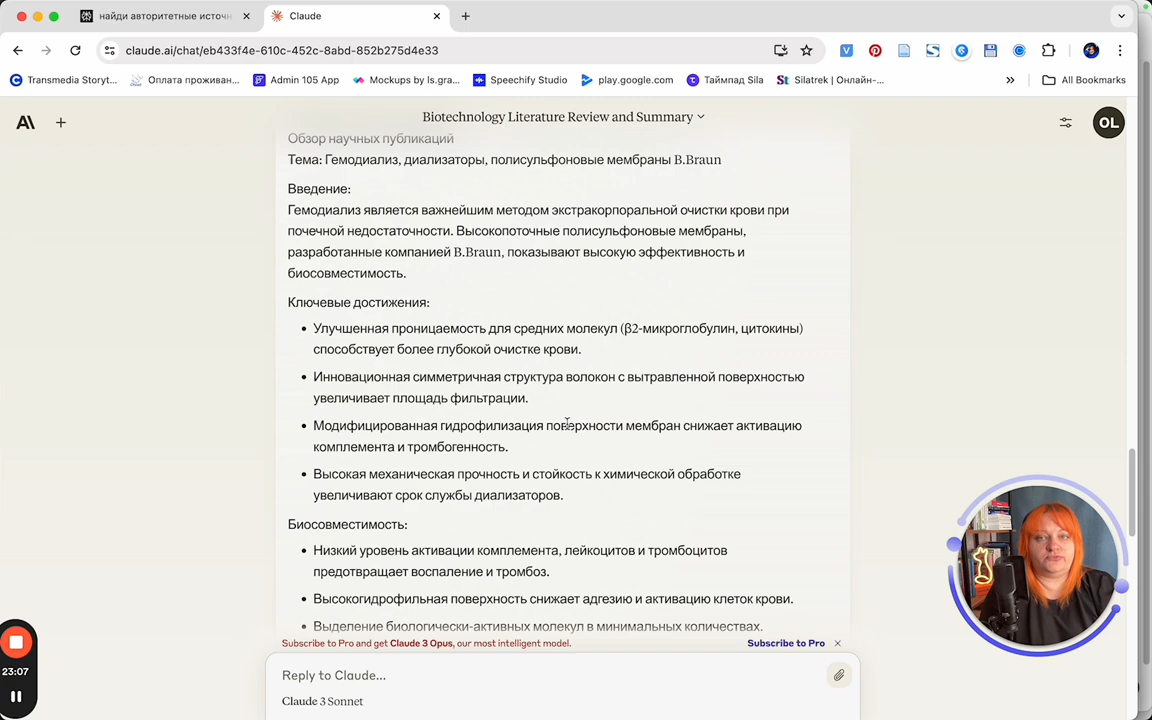 найди авторитетные источн
Claude
claude.ai/chat/eb433f4e-610c-452c-8abd-852b275d4e33
Transmedia Storyt...
Оплата проживан...
Admin 105 App
Mockups by ls.gra...
Speechify Studio
play.google.com
Таймпад Sila
Silatrek | Онлайн-...
All Bookmarks
Biotechnology Literature Review and Summary
OL
Обзор научных публикаций
Тема: Гемодиализ, диализаторы, полисульфоновые мембраны B.Braun
Введение:
Гемодиализ является важнейшим методом экстракорпоральной очистки крови при
почечной недостаточности. Высокопоточные полисульфоновые мембраны,
разработанные компанией B.Braun, показывают высокую эффективность и
биосовместимость.
Ключевые достижения:
• Улучшенная проницаемость для средних молекул (β2-микроглобулин, цитокины)
способствует более глубокой очистке крови.
• Инновационная симметричная структура волокон с вытравленной поверхностью
увеличивает площадь фильтрации.
• Модифицированная гидрофилизация поверхности мембран снижает активацию
комплемента и тромбогенность.
• Высокая механическая прочность и стойкость к химической обработке
увеличивают срок службы диализаторов.
Биосовместимость:
• Низкий уровень активации комплемента, лейкоцитов и тромбоцитов
предотвращает воспаление и тромбоз.
• Высокогидрофильная поверхность снижает адгезию и активацию клеток крови.
• Выделение биологически-активных молекул в минимальных количествах.
Subscribe to Pro and get Claude 3 Opus, our most intelligent model.
Subscribe to Pro
Reply to Claude...
Claude 3 Sonnet
23:07